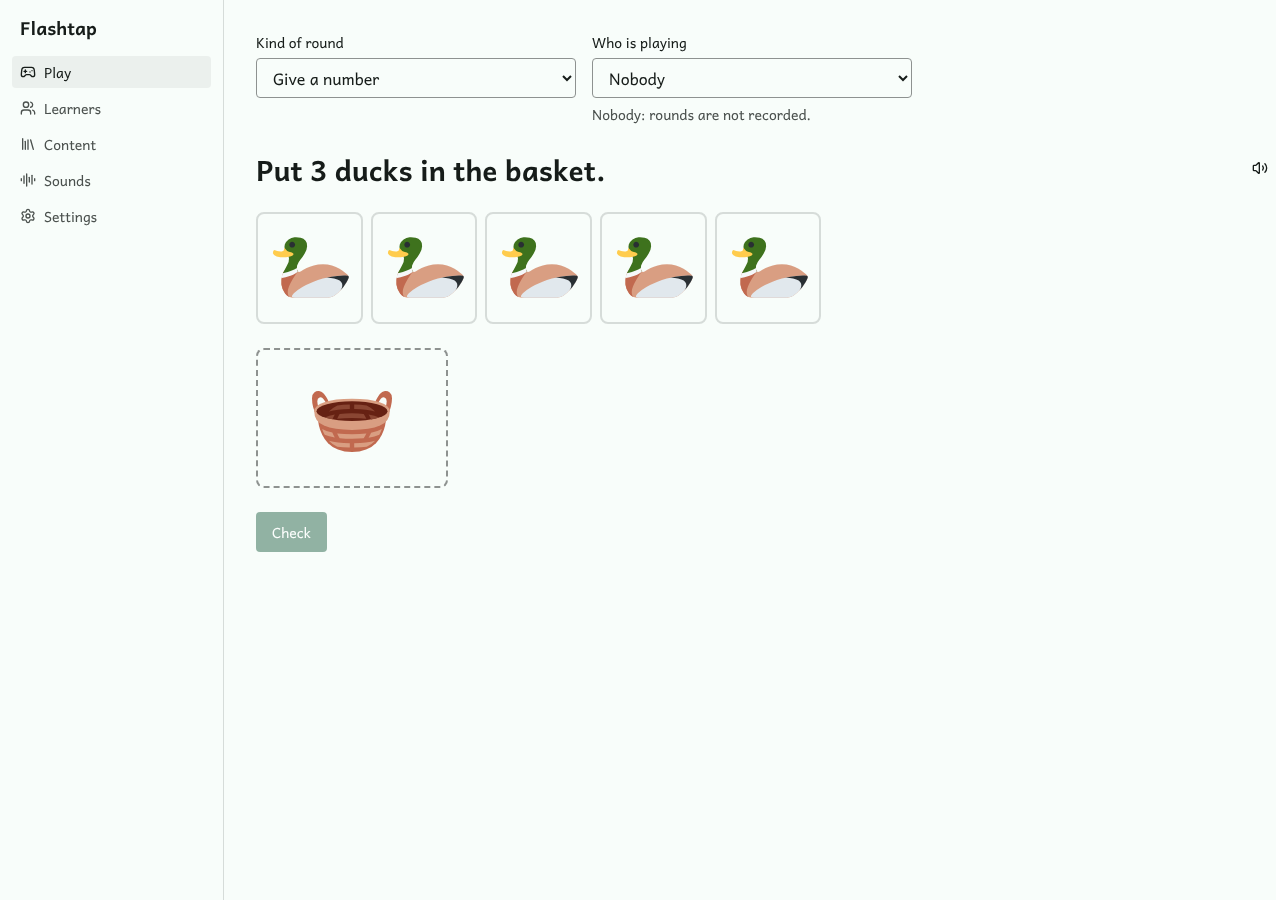 Flashtap
Play
Learners
Content
Sounds
Settings
Kind of round
Give a number
Who is playing
Nobody
Nobody: rounds are not recorded.
Put 3 ducks in the basket.
Check